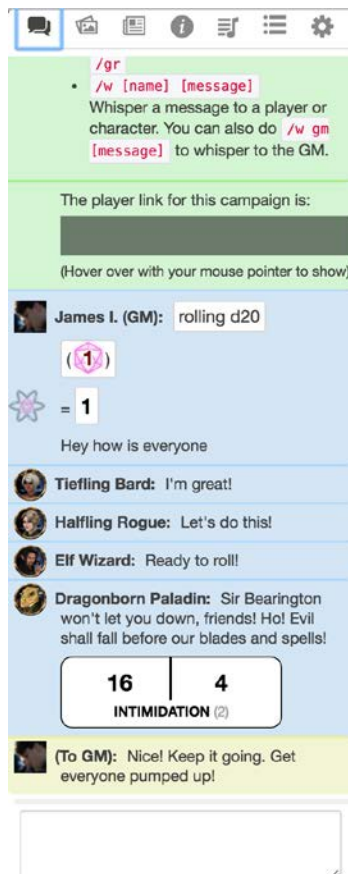 /gr
• /w [name] [message]
Whisper a message to a player or
character. You can also do /w gm
[message] to whisper to the GM.
The player link for this campaign is:
(Hover over with your mouse pointer to show)
James I. (GM): rolling d20
(1)
= 1
Hey how is everyone
Tiefling Bard: I'm great!
Halfling Rogue: Let's do this!
Elf Wizard: Ready to roll!
Dragonborn Paladin: Sir Bearington
won't let you down, friends! Ho! Evil
shall fall before our blades and spells!
16 4
INTIMIDATION (2)
(To GM): Nice! Keep it going. Get
everyone pumped up!